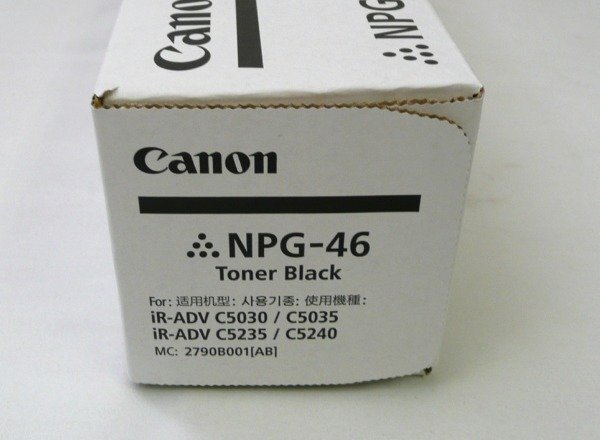 Canon
NPG-46
Canon
NPG-46
Toner Black
For: 适用机型: 사용기종: 使用機種:
iR-ADV C5030 / C5035
iR-ADV C5235 / C5240
MC: 2790B001[AB]